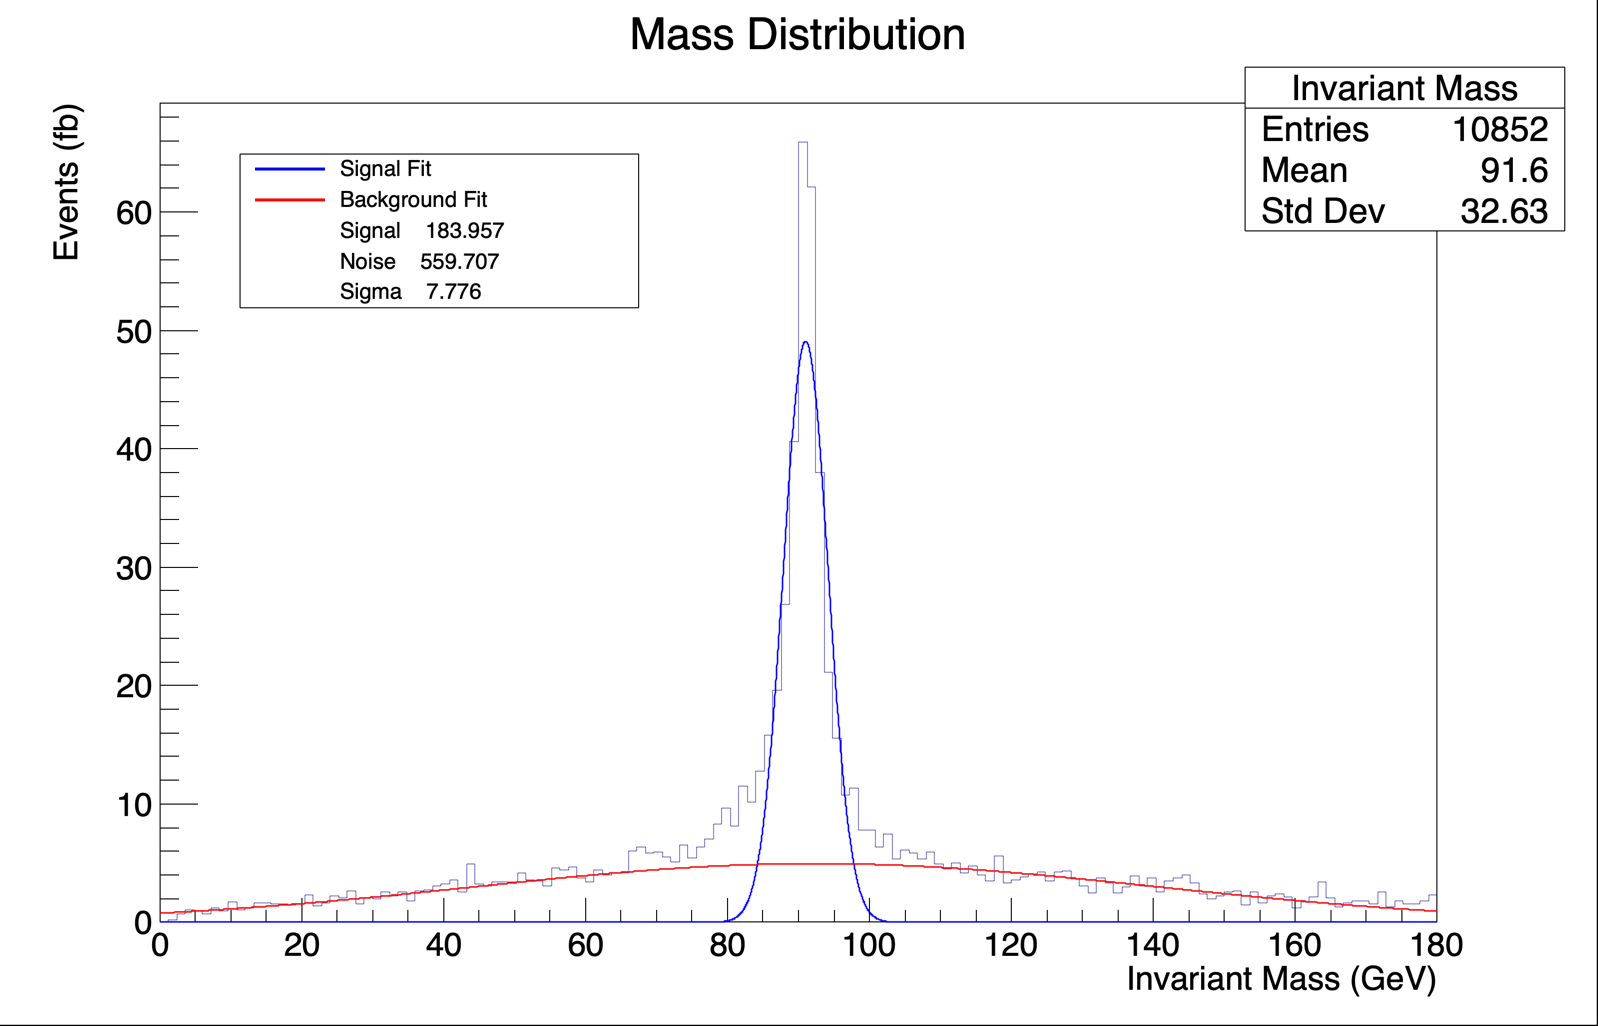 Mass Distribution
Invariant Mass
Entries 10852
Mean 91.6
Std Dev 32.63
Events (fb)
Signal Fit
Background Fit
Signal 183.957
Noise 559.707
Sigma 7.776
60
50
40
30
20
10
0
0 20 40 60 80 100 120 140 160 180
Invariant Mass (GeV)